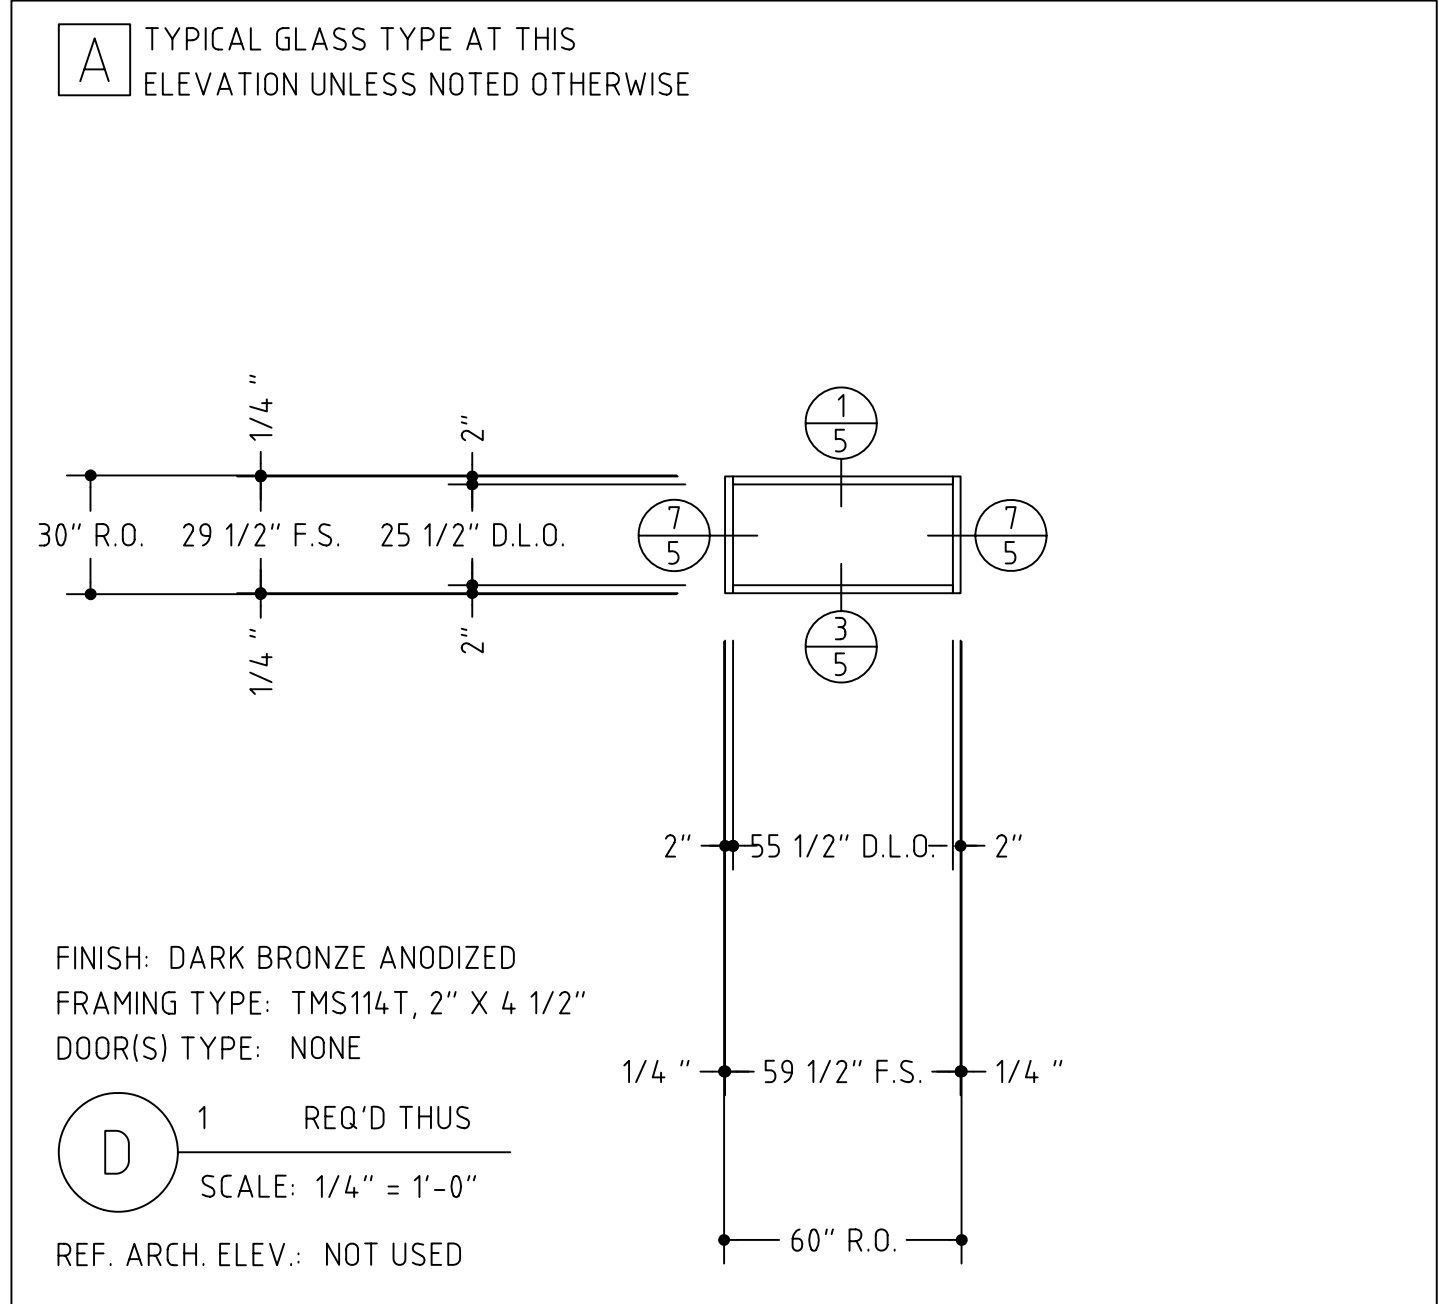 A
TYPICAL GLASS TYPE AT THIS
ELEVATION UNLESS NOTED OTHERWISE
1/4 "
2"
1
5
30" R.O.
29 1/2" F.S.
25 1/2" D.L.O.
7
5
7
5
1/4 "
2"
3
5
2"
55 1/2" D.L.O.
2"
FINISH: DARK BRONZE ANODIZED
FRAMING TYPE: TMS114T, 2" X 4 1/2"
DOOR(S) TYPE: NONE
1/4 "
59 1/2" F.S.
1/4 "
D
1 REQ'D THUS
SCALE: 1/4" = 1'-0"
REF. ARCH. ELEV.: NOT USED
60" R.O.